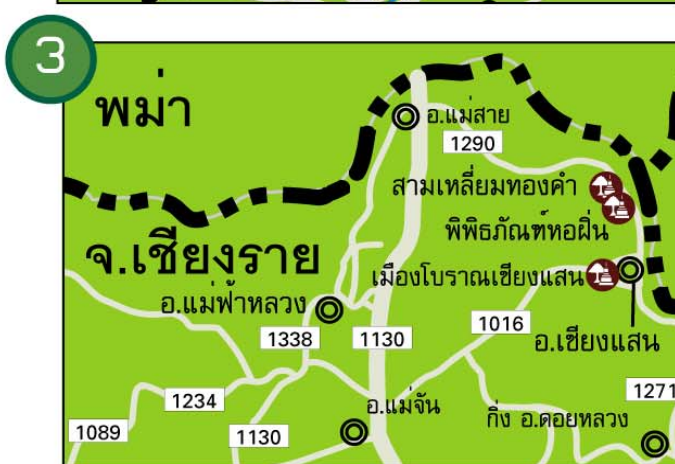 3
พม่า
อ.แม่สาย
1290
สามเหลี่ยมทองคำ
พิพิธภัณฑ์หอฝิ่น
จ.เชียงราย
เมืองโบราณเชียงแสน
อ.แม่ฟ้าหลวง
1338
1130
1016
อ.เชียงแสน
1234
1271
อ.แม่จัน
กิ่ง อ.ดอยหลวง
1089
1130